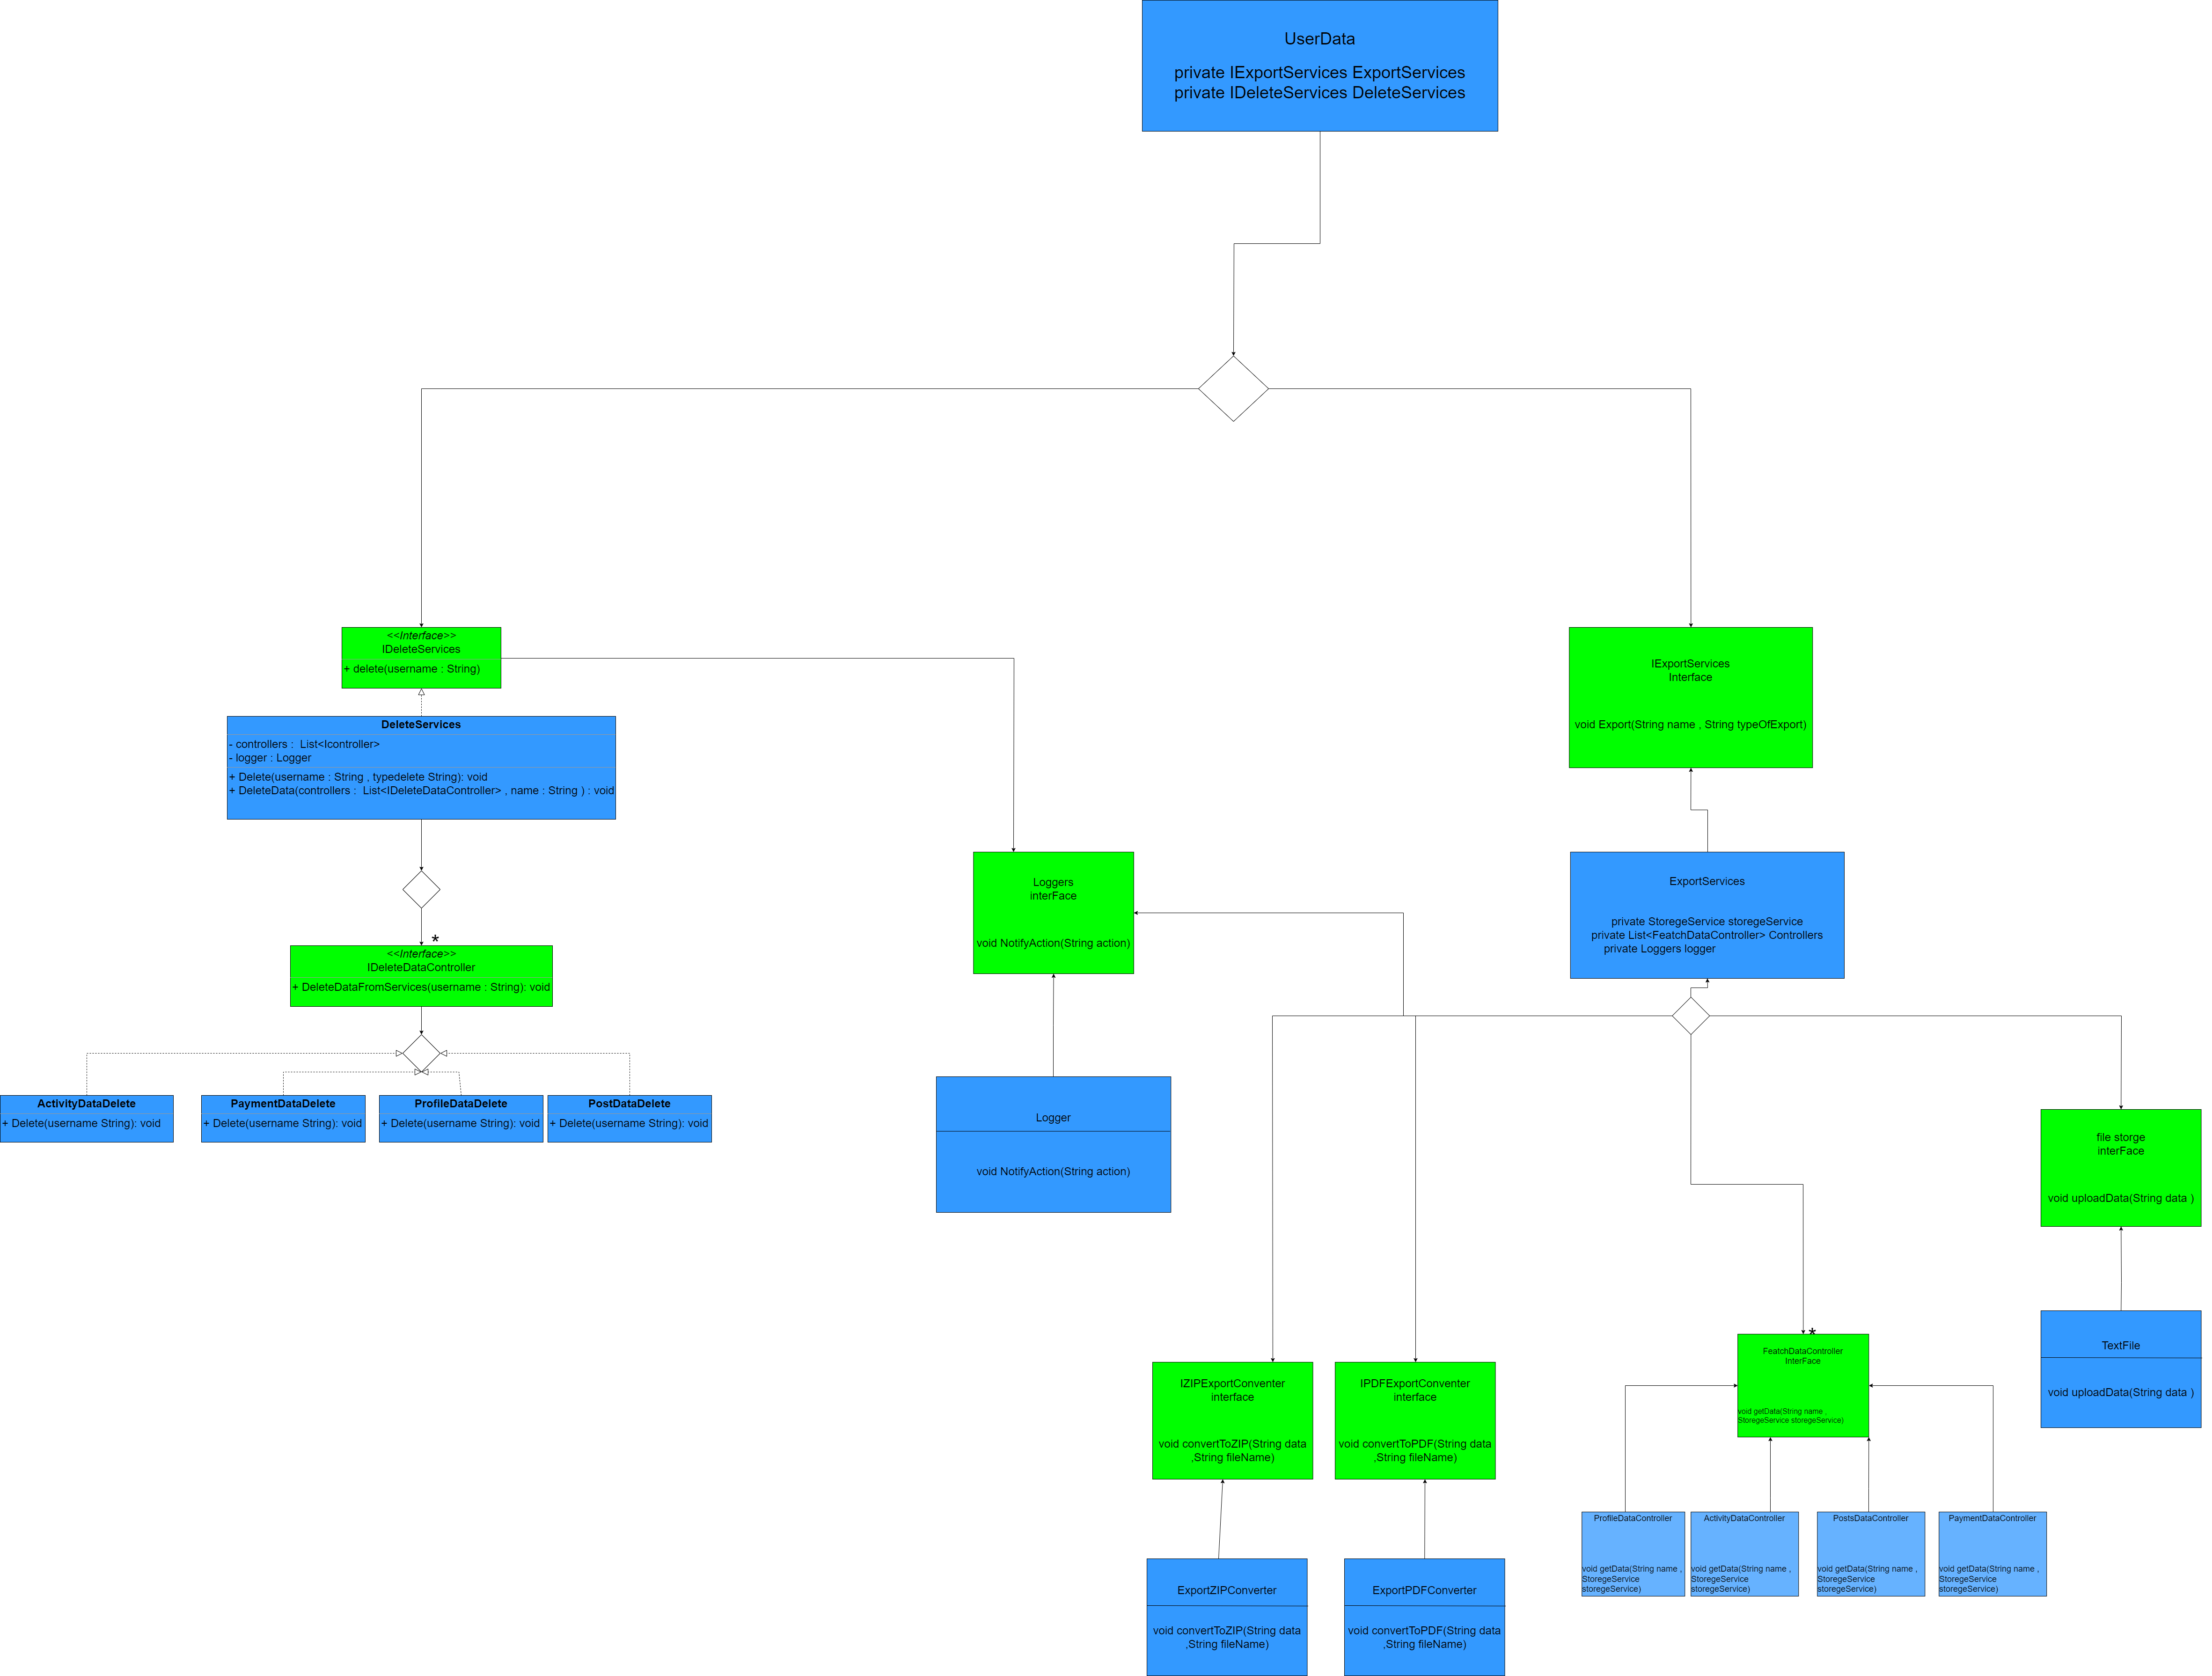 UserData
private IExportServices ExportServices
private IDeleteServices DeleteServices
<<Interface>>
IDeleteServices
+ delete(username : String)
IExportServices
Interface
void Export(String name , String typeOfExport)
DeleteServices
- controllers :  List<Icontroller>
- logger : Logger
+ Delete(username : String , typedelete String): void
+ DeleteData(controllers :  List<IDeleteDataController> , name : String ) : void
Loggers
interFace
void NotifyAction(String action)
ExportServices
private StoregeService storegeService
private List<FeatchDataController> Controllers
private Loggers logger
*
<<Interface>>
IDeleteDataController
+ DeleteDataFromServices(username : String): void
ActivityDataDelete
+ Delete(username String): void
PaymentDataDelete
+ Delete(username String): void
ProfileDataDelete
+ Delete(username String): void
PostDataDelete
+ Delete(username String): void
Logger
void NotifyAction(String action)
file storge
interFace
void uploadData(String data )
TextFile
void uploadData(String data )
*
FeatchDataController
InterFace
void getData(String name ,
StoregeService storegeService)
IZIPExportConventer
interface
void convertToZIP(String data
,String fileName)
IPDFExportConventer
interface
void convertToPDF(String data
,String fileName)
ProfileDataController
void getData(String name ,
StoregeService
storegeService)
ActivityDataController
void getData(String name ,
StoregeService
storegeService)
PostsDataController
void getData(String name ,
StoregeService
storegeService)
PaymentDataController
void getData(String name ,
StoregeService
storegeService)
ExportZIPConverter
void convertToZIP(String data
,String fileName)
ExportPDFConverter
void convertToPDF(String data
,String fileName)